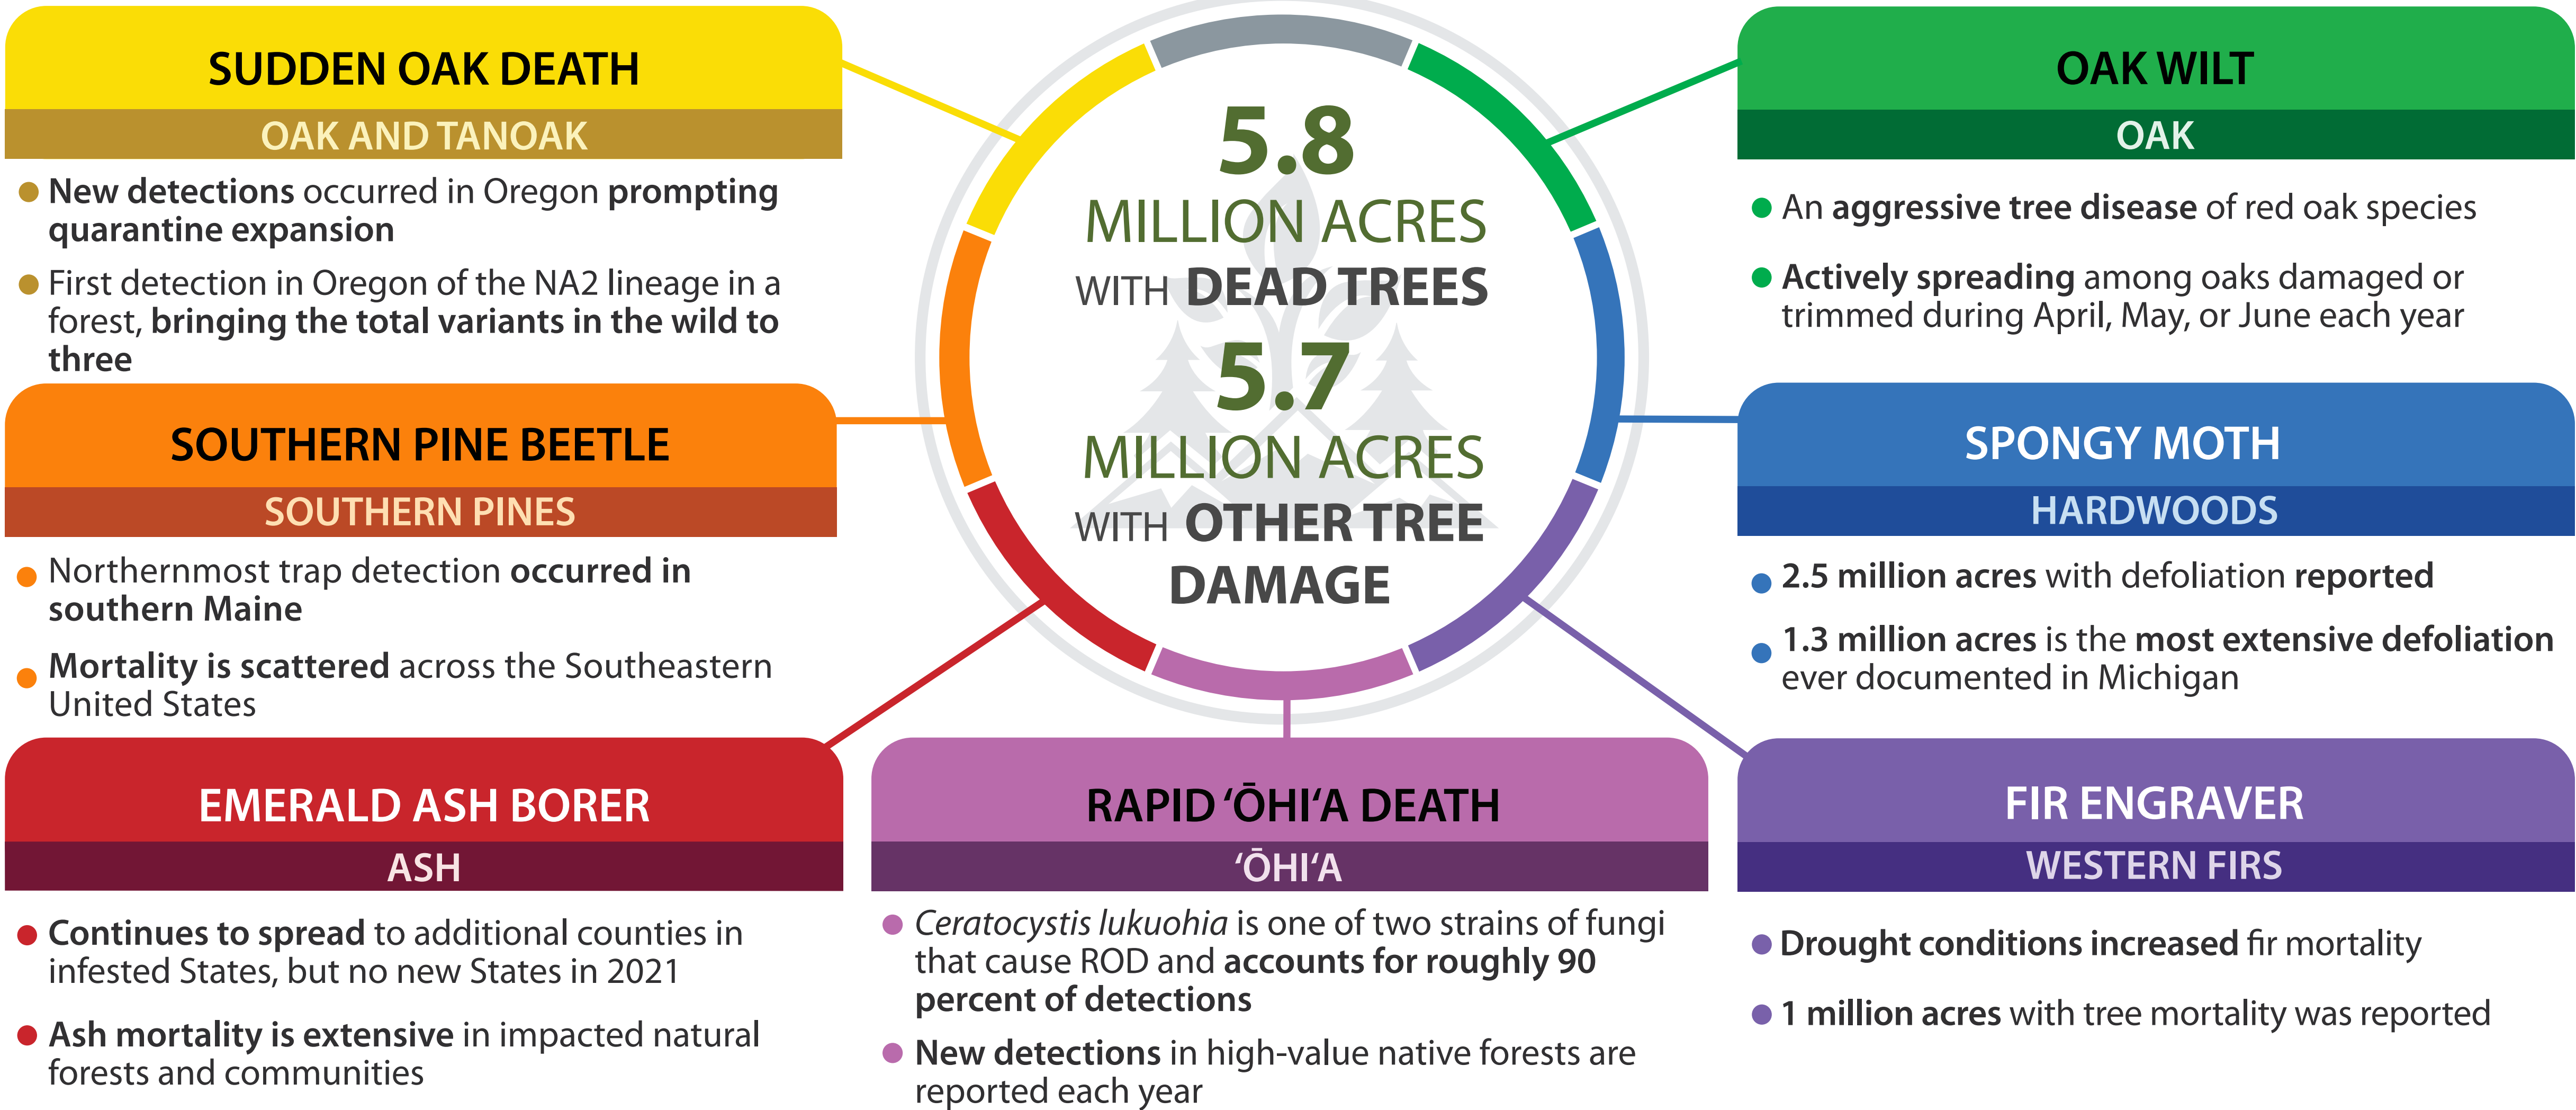 SUDDEN OAK DEATH
OAK AND TANOAK
● New detections occurred in Oregon prompting
quarantine expansion
● First detection in Oregon of the NA2 lineage in a
forest, bringing the total variants in the wild to
three
SOUTHERN PINE BEETLE
SOUTHERN PINES
● Northernmost trap detection occurred in
southern Maine
● Mortality is scattered across the Southeastern
United States
EMERALD ASH BORER
ASH
● Continues to spread to additional counties in
infested States, but no new States in 2021
● Ash mortality is extensive in impacted natural
forests and communities
5.8
MILLION ACRES
WITH DEAD TREES
5.7
MILLION ACRES
WITH OTHER TREE
DAMAGE
RAPID ‘ŌHI‘A DEATH
‘ŌHI‘A
● Ceratocystis lukuohia is one of two strains of fungi
that cause ROD and accounts for roughly 90
percent of detections
● New detections in high-value native forests are
reported each year
OAK WILT
OAK
● An aggressive tree disease of red oak species
● Actively spreading among oaks damaged or
trimmed during April, May, or June each year
SPONGY MOTH
HARDWOODS
● 2.5 million acres with defoliation reported
● 1.3 million acres is the most extensive defoliation
ever documented in Michigan
FIR ENGRAVER
WESTERN FIRS
● Drought conditions increased fir mortality
● 1 million acres with tree mortality was reported